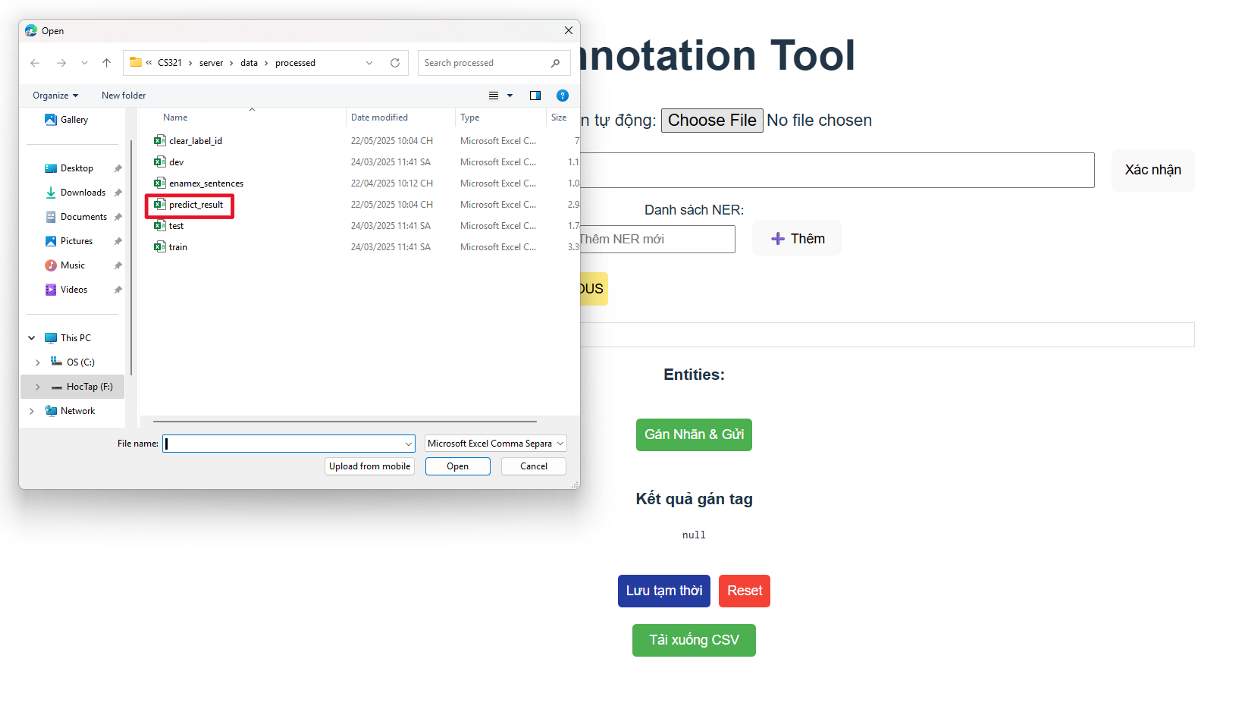 Open
« CS321 › server › data › processed
Search processed
Organize
New folder
Name
Date modified
Type
Size
Gallery
Desktop
Downloads
Documents
Pictures
Music
Videos
This PC
OS (C:)
HocTap (F:)
Network
clear_label_id 22/05/2025 10:04 CH Microsoft Excel C... 7
dev 24/03/2025 11:41 SA Microsoft Excel C... 1.1
enamex_sentences 22/04/2025 10:12 CH Microsoft Excel C... 1.0
predict_result 22/05/2025 10:04 CH Microsoft Excel C... 2.9
test 24/03/2025 11:41 SA Microsoft Excel C... 1.7
train 24/03/2025 11:41 SA Microsoft Excel C... 3.3
File name:
Microsoft Excel Comma Separa
Upload from mobile
Open
Cancel
nnotation Tool
n tự động: Choose File No file chosen
Xác nhận
Danh sách NER:
Thêm NER mới
Thêm
OUS
Entities:
Gán Nhãn & Gửi
Kết quả gán tag
null
Lưu tạm thời
Reset
Tải xuống CSV